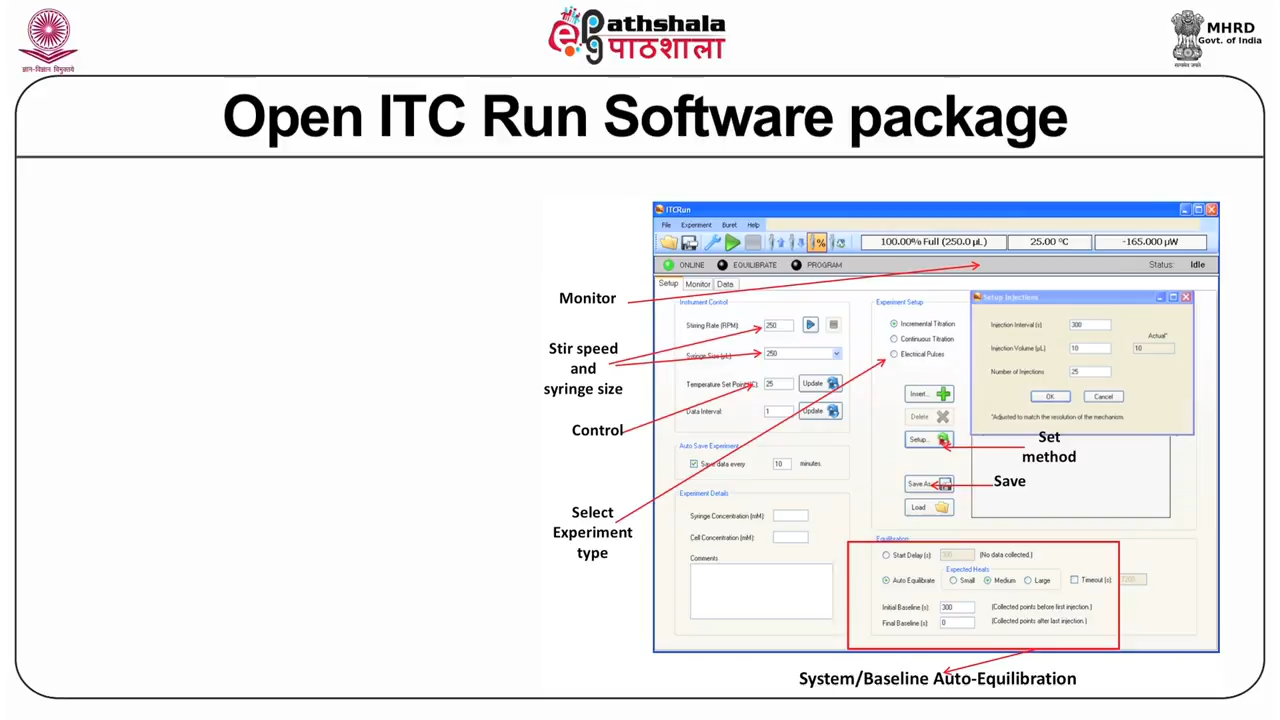 ज्ञान-विज्ञान विमुक्तये
ePathshala
पाठशाला
सत्यमेव जयते
MHRD
Govt. of India
Open ITC Run Software package
ITCRun
File Experiment Buret Help
100.00% Full (250.0 µL) 25.00 °C -165.000 µW
ONLINE EQUILIBRATE PROGRAM Status: Idle
Setup Monitor Data
Monitor
Stir speed
and
syringe size
Control
Select
Experiment
type
Instrument Control
Stirring Rate (RPM): 250
Syringe Size (µL): 250
Temperature Set Point(°C): 25 Update
Data Interval: 1 Update
Auto Save Experiment
Save data every 10 minutes
Experiment Details
Syringe Concentration (mM):
Cell Concentration (mM):
Comments
Experiment Setup
Incremental Titration
Continuous Titration
Electrical Pulses
Insert...
Delete
Setup...
Save As
Load
Setup Injections
Injection Interval (s) 300
Actual*
Injection Volume (µL) 10 10
Number of Injections 25
OK Cancel
*Adjusted to match the resolution of the mechanism.
Set
method
Save
Equilibration
Start Delay (s) 300 (No data collected.)
Expected Heats
Auto Equilibrate Small Medium Large Timeout (s): 7200
Initial Baseline (s): 300 (Collected points before first injection.)
Final Baseline (s): 0 (Collected points after last injection.)
System/Baseline Auto-Equilibration